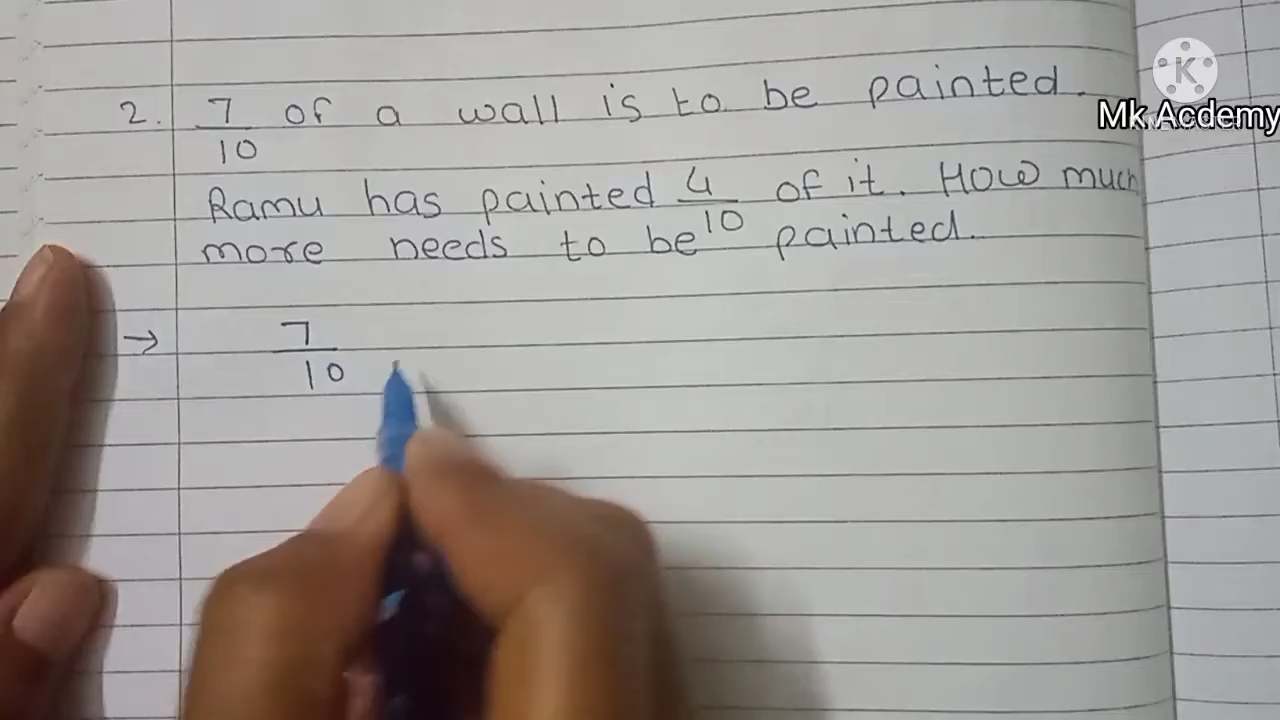 2. 7/10 of a wall is to be painted.
Ramu has painted 4/10 of it. How much
more needs to be painted.
→ 7/10
K
Mk Acdemy